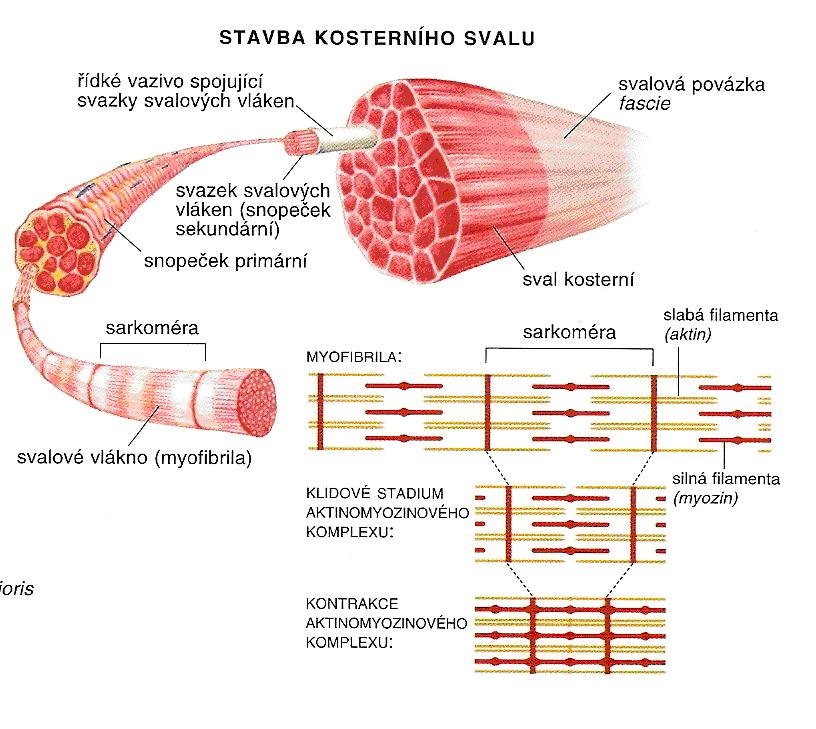 STAVBA KOSTERNÍHO SVALU
řídké vazivo spojující
svazky svalových vláken
svalová povázka
fascie
svazek svalových
vláken (snopeček
sekundární)
snopeček primární
sval kosterní
sarkoméra
svalové vlákno (myofibrila)
MYOFIBRILA:
sarkoméra
slabá filamenta
(aktin)
silná filamenta
(myozin)
KLIDOVÉ STADIUM
AKTINOMYOZINOVÉHO
KOMPLEXU:
ioris
KONTRAKCE
AKTINOMYOZINOVÉHO
KOMPLEXU: